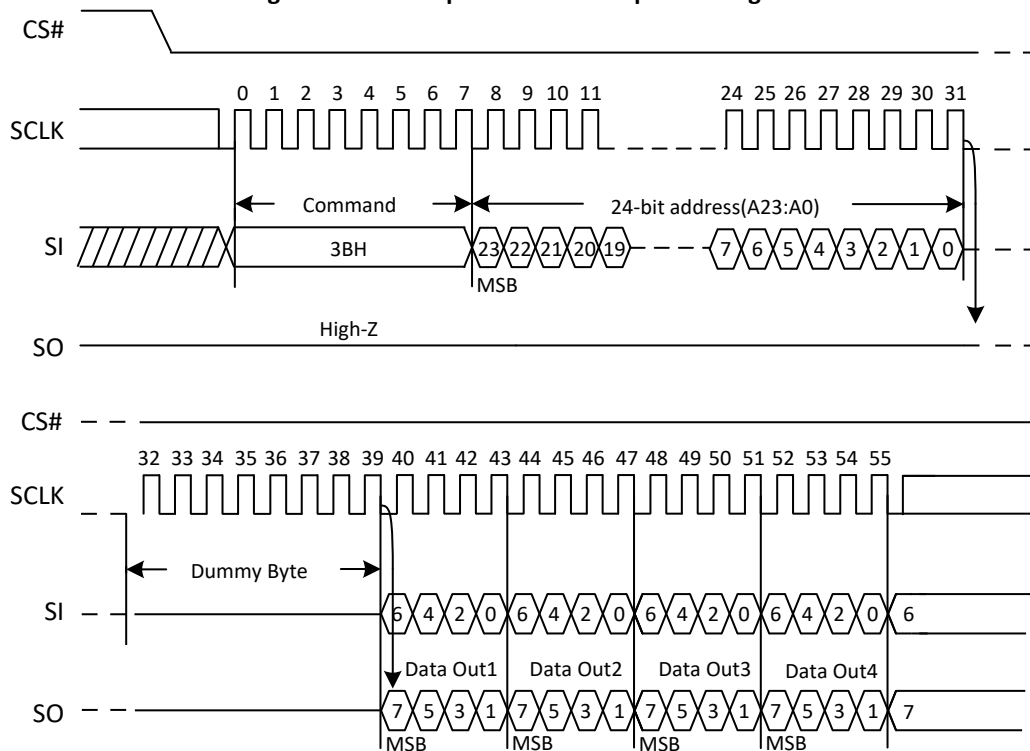 CS#
0 1 2 3 4 5 6 7 8 9 10 11 24 25 26 27 28 29 30 31
SCLK
Command 24-bit address(A23:A0)
SI 3BH 23 22 21 20 19 7 6 5 4 3 2 1 0
MSB
High-Z
SO
CS#
32 33 34 35 36 37 38 39 40 41 42 43 44 45 46 47 48 49 50 51 52 53 54 55
SCLK
Dummy Byte
SI 6 4 2 0 6 4 2 0 6 4 2 0 6 4 2 0 6
Data Out1 Data Out2 Data Out3 Data Out4
SO 7 5 3 1 7 5 3 1 7 5 3 1 7 5 3 1 7
MSB MSB MSB MSB